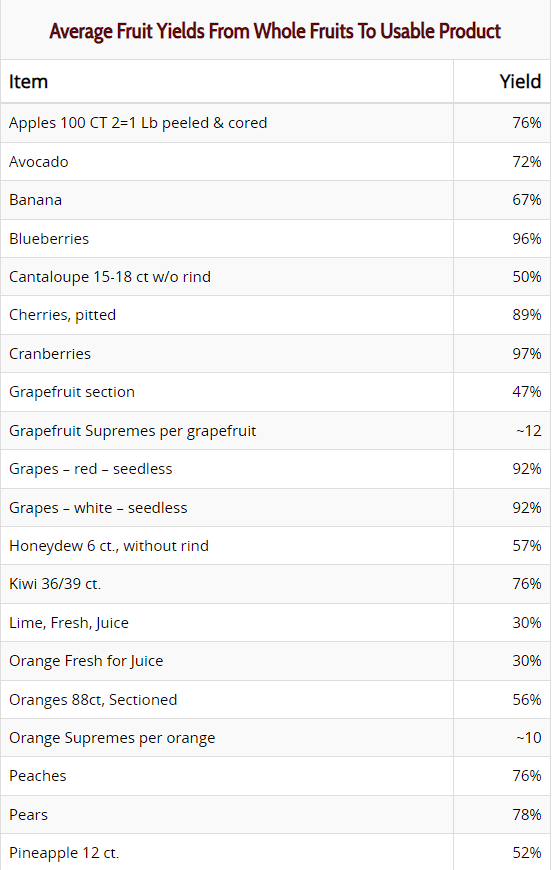 Average Fruit Yields From Whole Fruits To Usable Product
Item Yield
Apples 100 CT 2=1 Lb peeled & cored 76%
Avocado 72%
Banana 67%
Blueberries 96%
Cantaloupe 15-18 ct w/o rind 50%
Cherries, pitted 89%
Cranberries 97%
Grapefruit section 47%
Grapefruit Supremes per grapefruit ~12
Grapes – red – seedless 92%
Grapes – white – seedless 92%
Honeydew 6 ct., without rind 57%
Kiwi 36/39 ct. 76%
Lime, Fresh, Juice 30%
Orange Fresh for Juice 30%
Oranges 88ct, Sectioned 56%
Orange Supremes per orange ~10
Peaches 76%
Pears 78%
Pineapple 12 ct. 52%